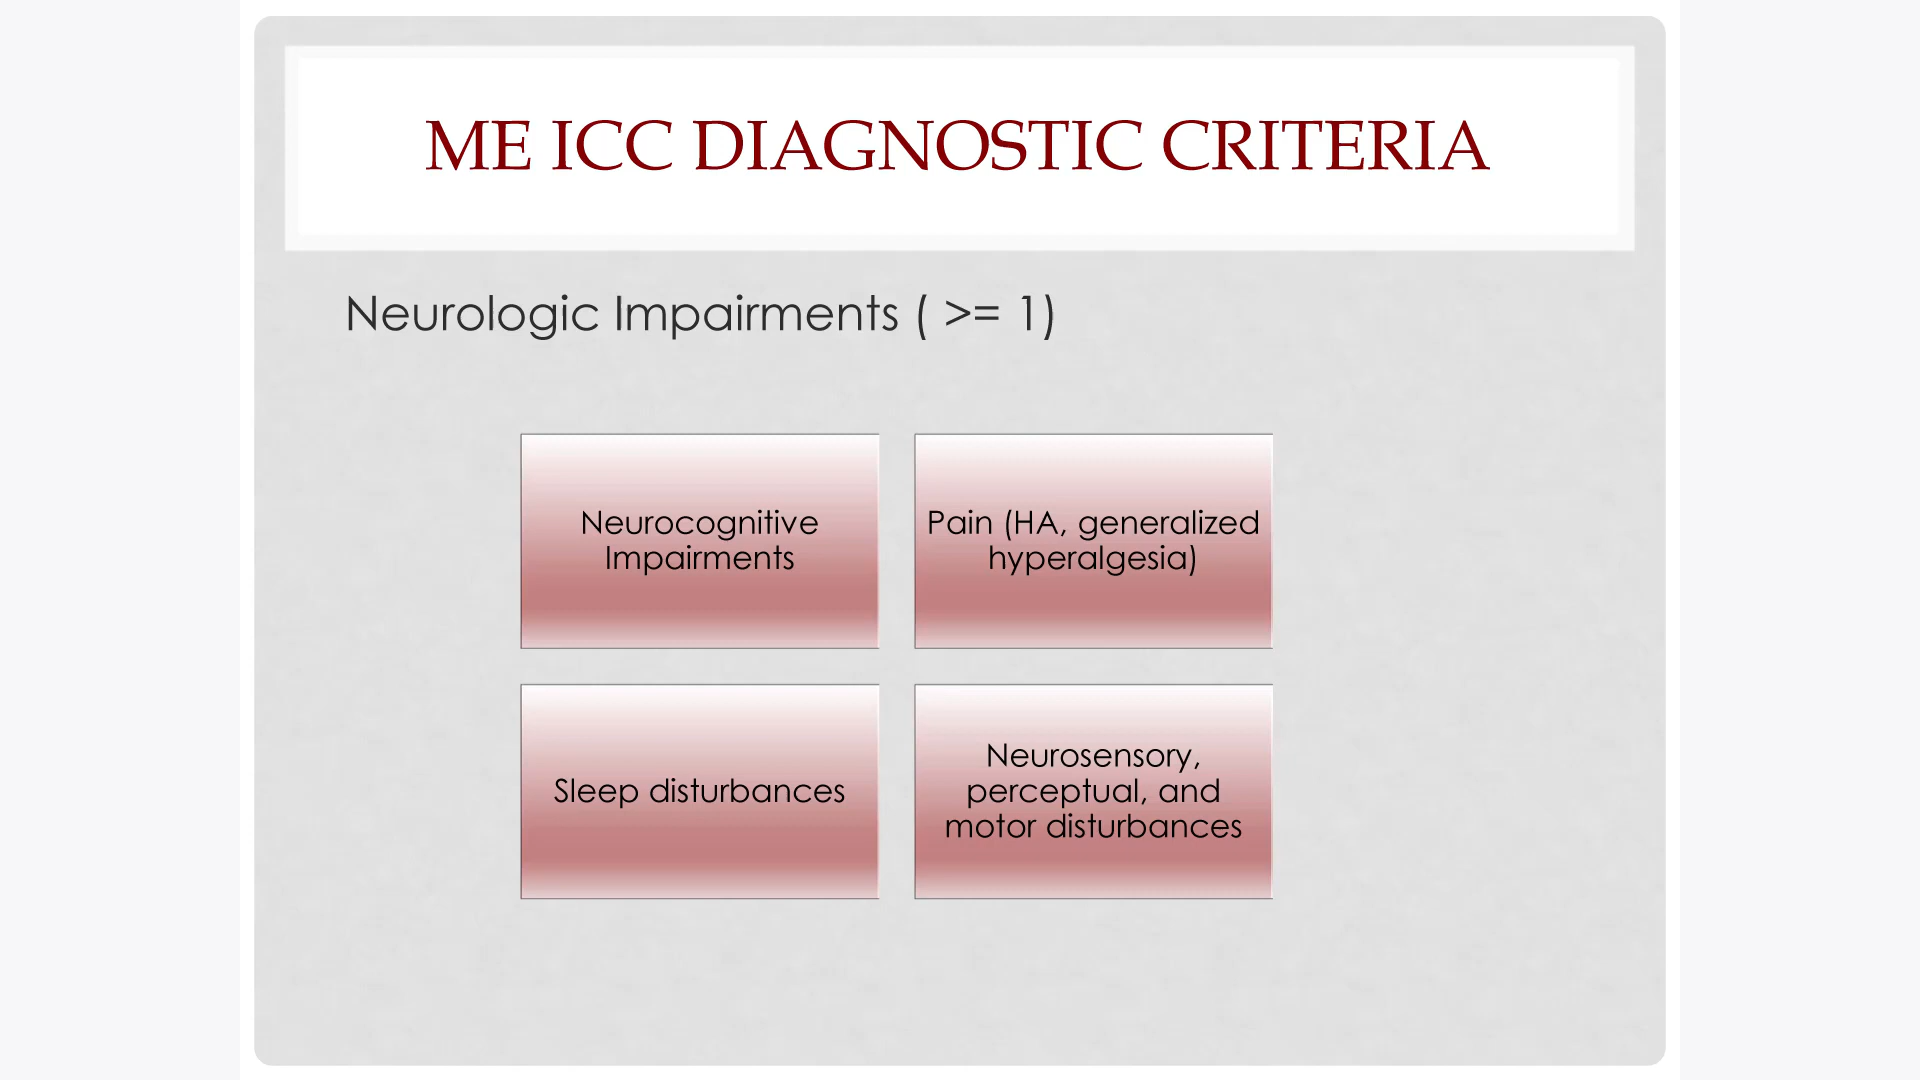 ME ICC DIAGNOSTIC CRITERIA
Neurologic Impairments ( >= 1)
Neurocognitive
Impairments
Pain (HA, generalized
hyperalgesia)
Sleep disturbances
Neurosensory,
perceptual, and
motor disturbances